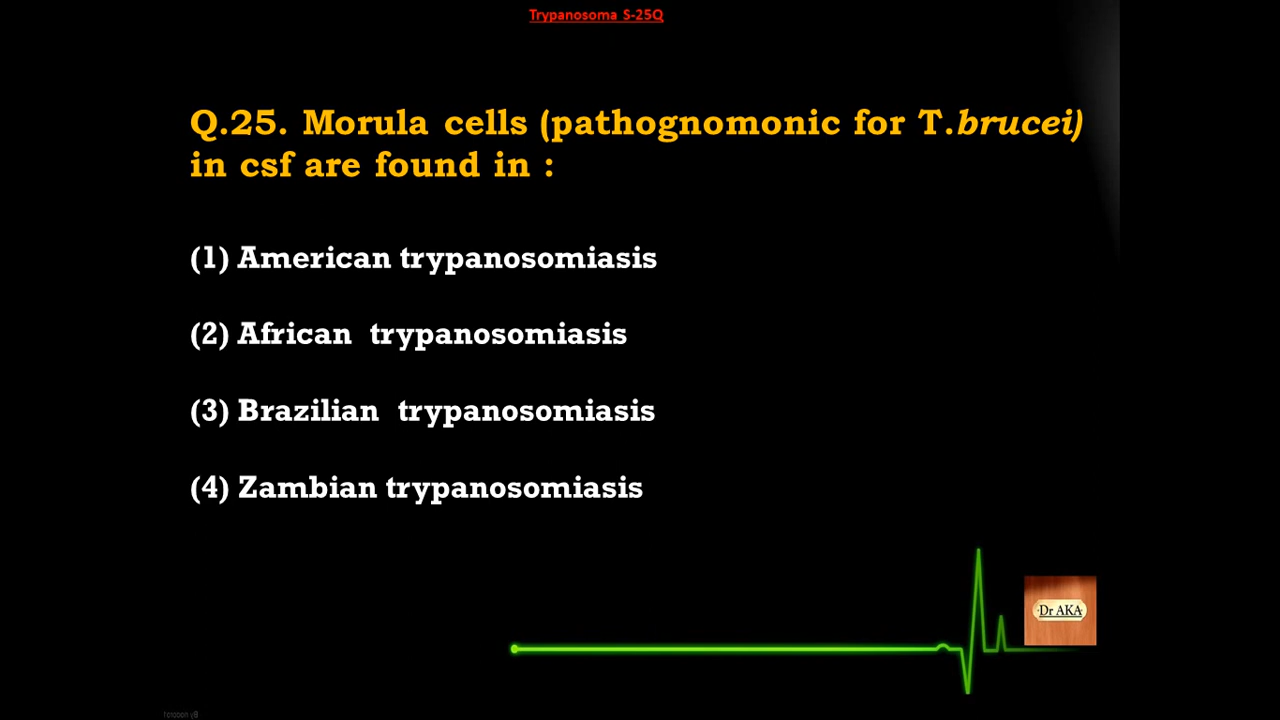 Trypanosoma S-25Q
Q.25. Morula cells (pathognomonic for T.brucei)
in csf are found in :
(1) American trypanosomiasis
(2) African trypanosomiasis
(3) Brazilian trypanosomiasis
(4) Zambian trypanosomiasis
Dr AKA